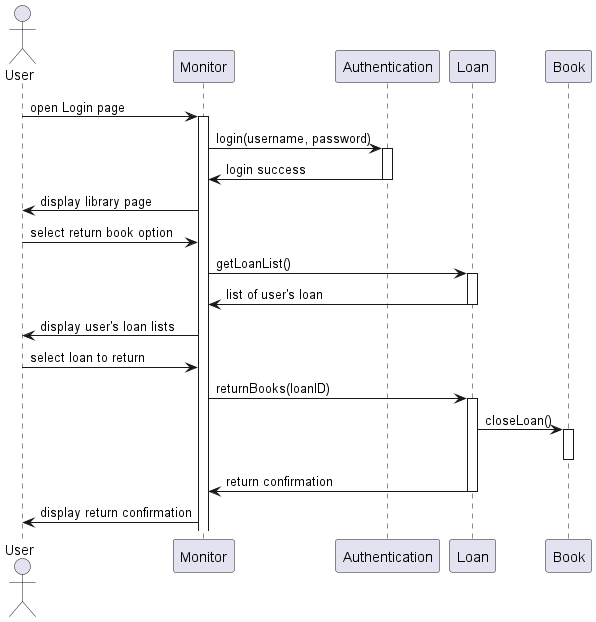 User
Monitor
Authentication
Loan
Book
open Login page
login(username, password)
login success
display library page
select return book option
getLoanList()
list of user's loan
display user's loan lists
select loan to return
returnBooks(loanID)
closeLoan()
return confirmation
display return confirmation
User
Monitor
Authentication
Loan
Book